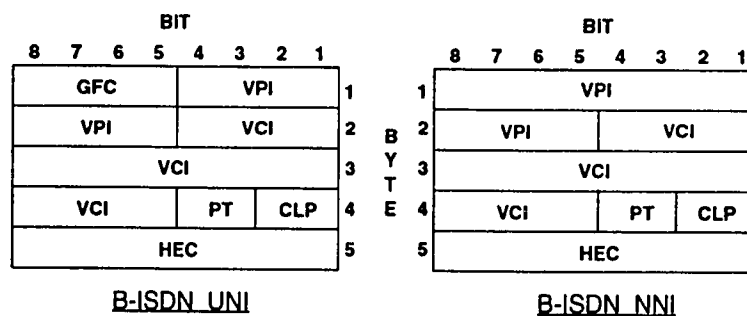 BIT
8 7 6 5 4 3 2 1
GFC VPI 1
VPI VCI 2
VCI 3
VCI PT CLP 4
HEC 5
B-ISDN UNI
BYTE
BIT
8 7 6 5 4 3 2 1
1 VPI
2 VPI VCI
3 VCI
4 VCI PT CLP
5 HEC
B-ISDN NNI